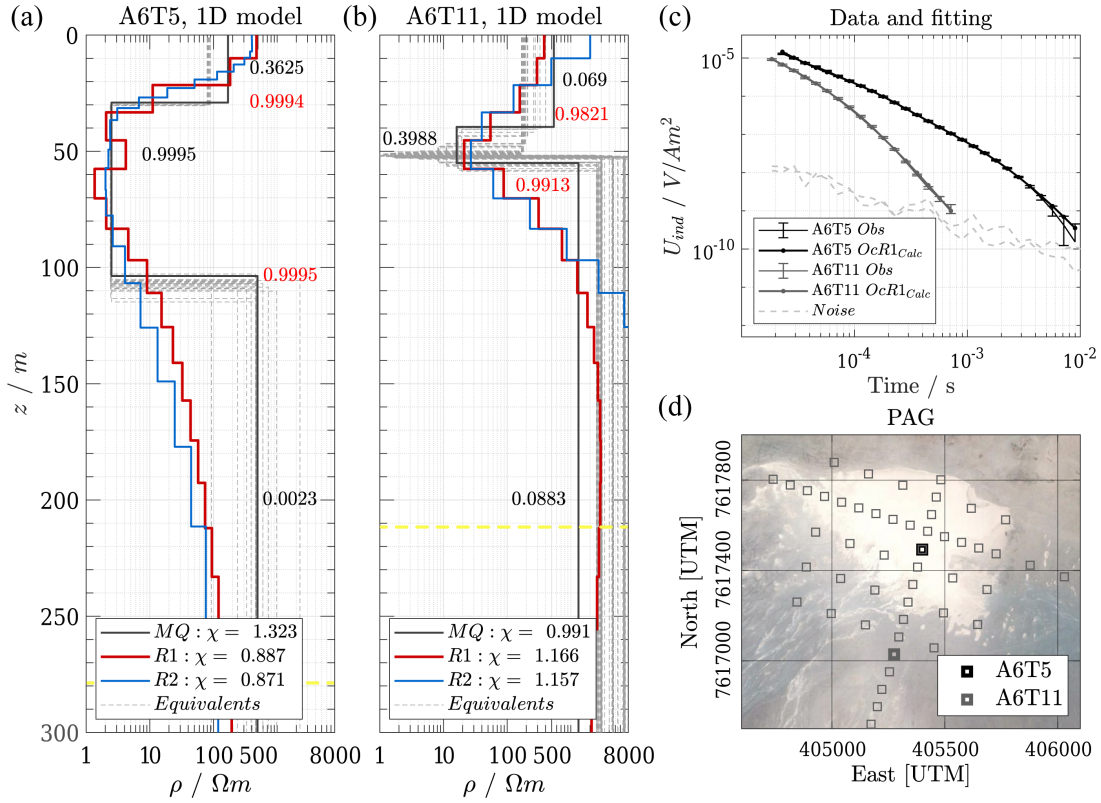 (a)
A6T5, 1D model
0
50
100
150
200
250
300
z / m
0.3625
0.9994
0.9995
0.9995
0.0023
MQ : χ = 1.323
R1 : χ = 0.887
R2 : χ = 0.871
Equivalents
1 10 100 500 8000
ρ / Ωm
(b)
A6T11, 1D model
0.069
0.9821
0.3988
0.9913
0.0883
MQ : χ = 0.991
R1 : χ = 1.166
R2 : χ = 1.157
Equivalents
1 10 100 500 8000
ρ / Ωm
(c)
Data and fitting
10-5
10-10
U_ind / V/Am²
A6T5 Obs
A6T5 OcR1Calc
A6T11 Obs
A6T11 OcR1Calc
Noise
10-4 10-3 10-2
Time / s
(d)
PAG
7617800
7617400
7617000
North [UTM]
A6T5
A6T11
405000 405500 406000
East [UTM]